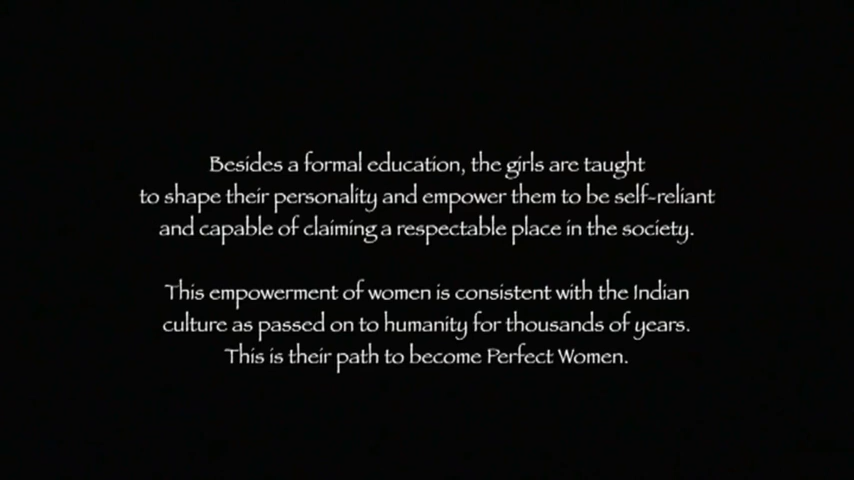 Besides a formal education, the girls are taught
to shape their personality and empower them to be self-reliant
and capable of claiming a respectable place in the society.
This empowerment of women is consistent with the Indian
culture as passed on to humanity for thousands of years.
This is their path to become Perfect Women.